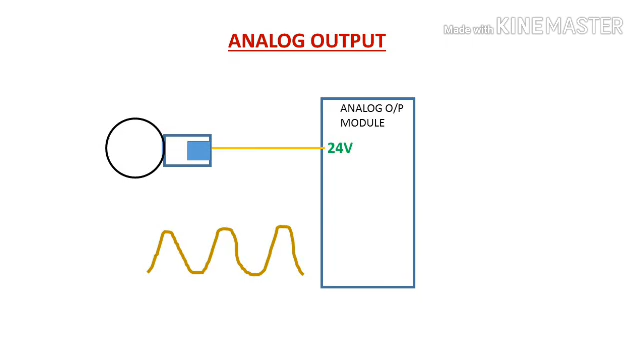 Made with KINEMASTER
ANALOG OUTPUT
ANALOG O/P
MODULE
24V